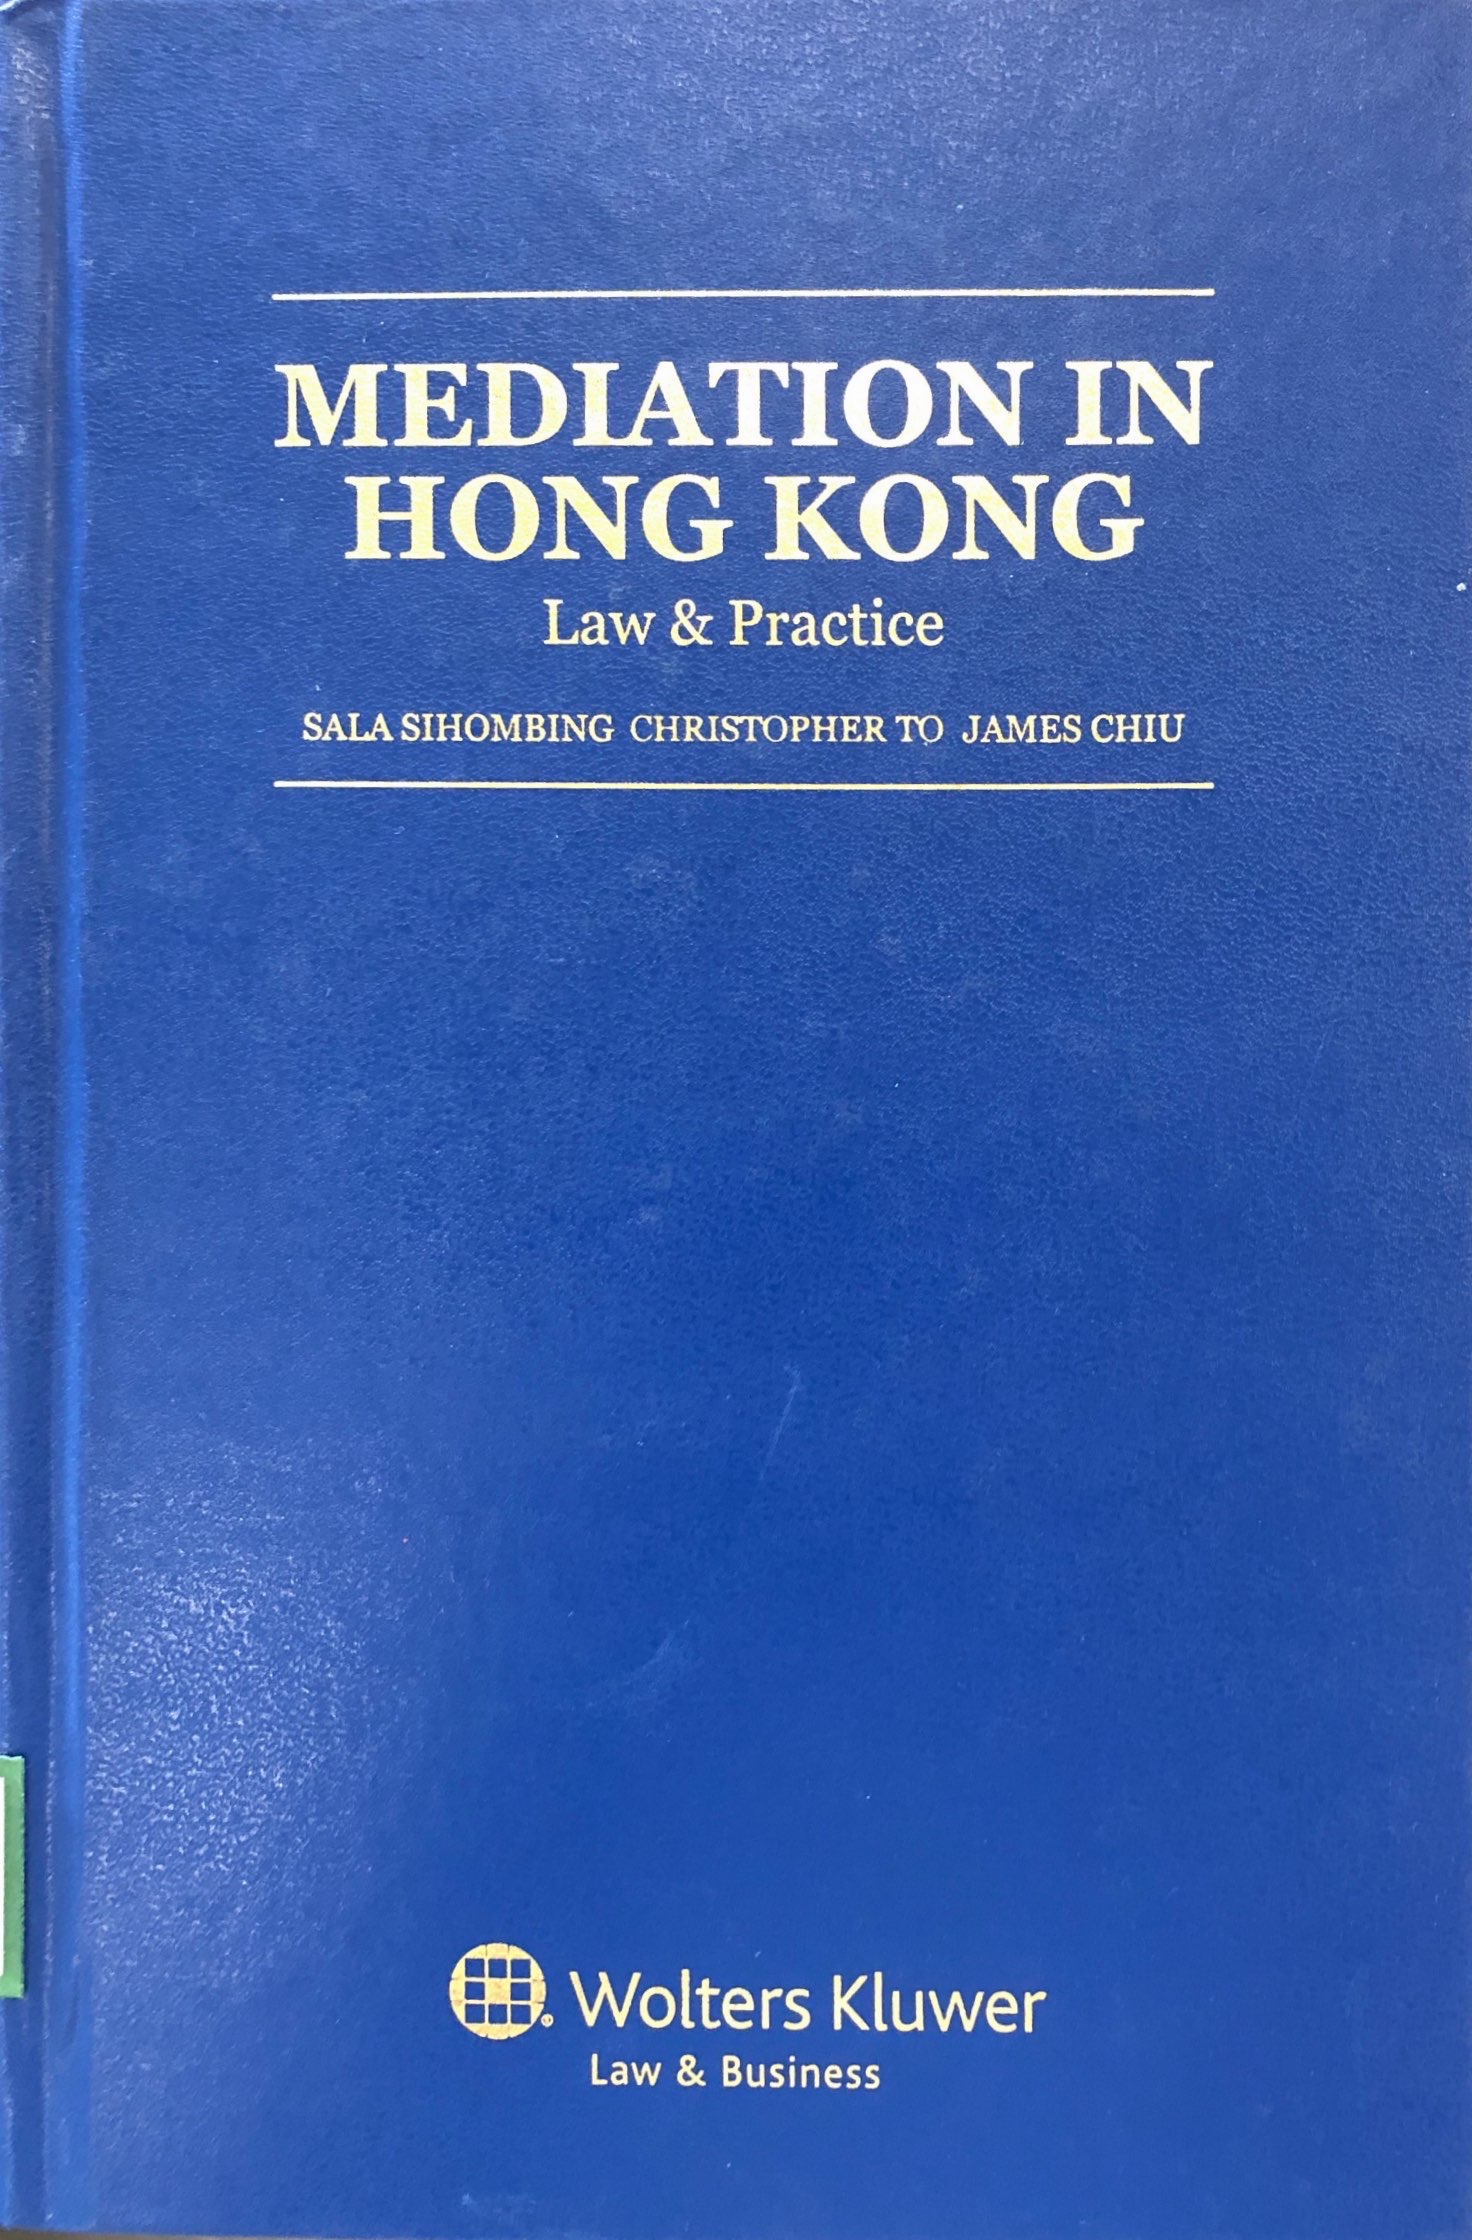 MEDIATION IN
HONG KONG
Law & Practice
SALA SIHOMBING CHRISTOPHER TO JAMES CHIU
Wolters Kluwer
Law & Business